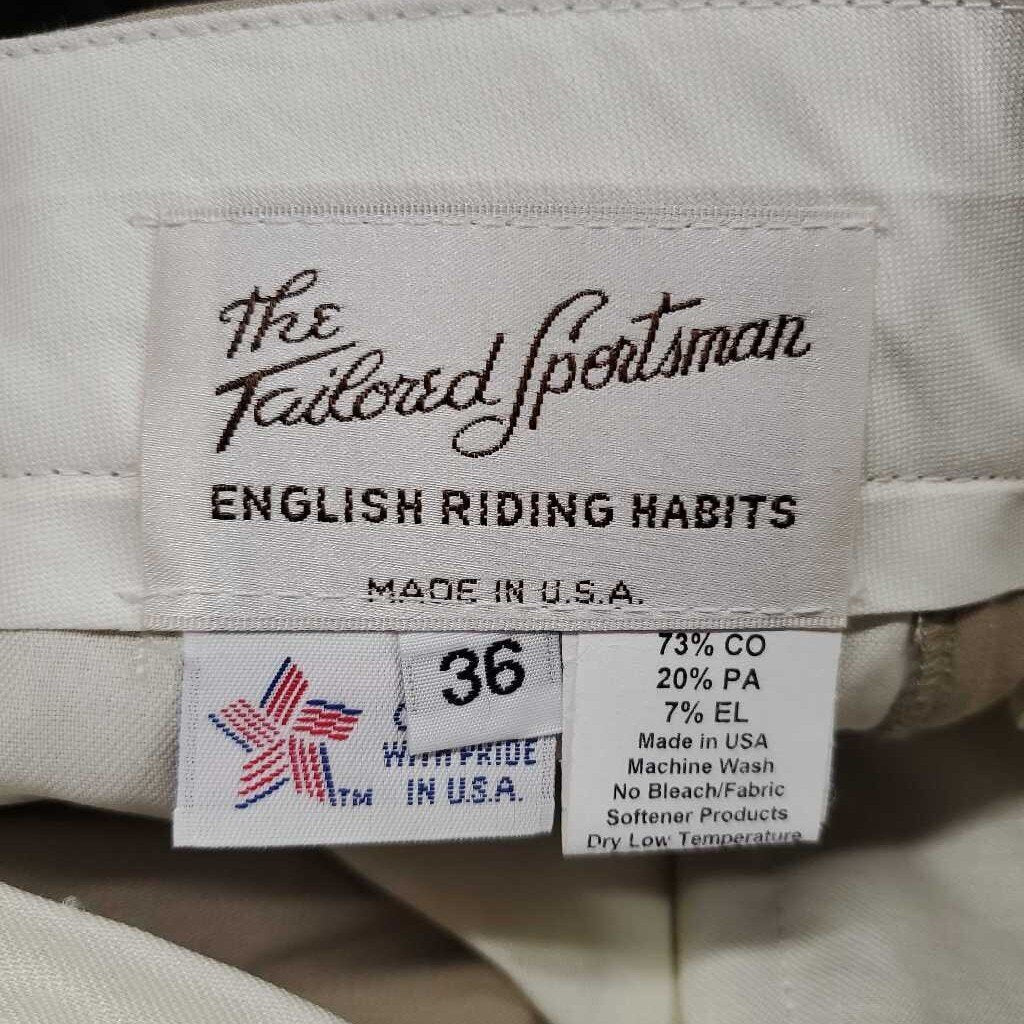 The
Tailored Sportsman
ENGLISH RIDING HABITS
MADE IN U.S.A.
36
WITH PRIDE
IN U.S.A.
TM
73% CO
20% PA
7% EL
Made in USA
Machine Wash
No Bleach/Fabric
Softener Products
Dry Low Temperature